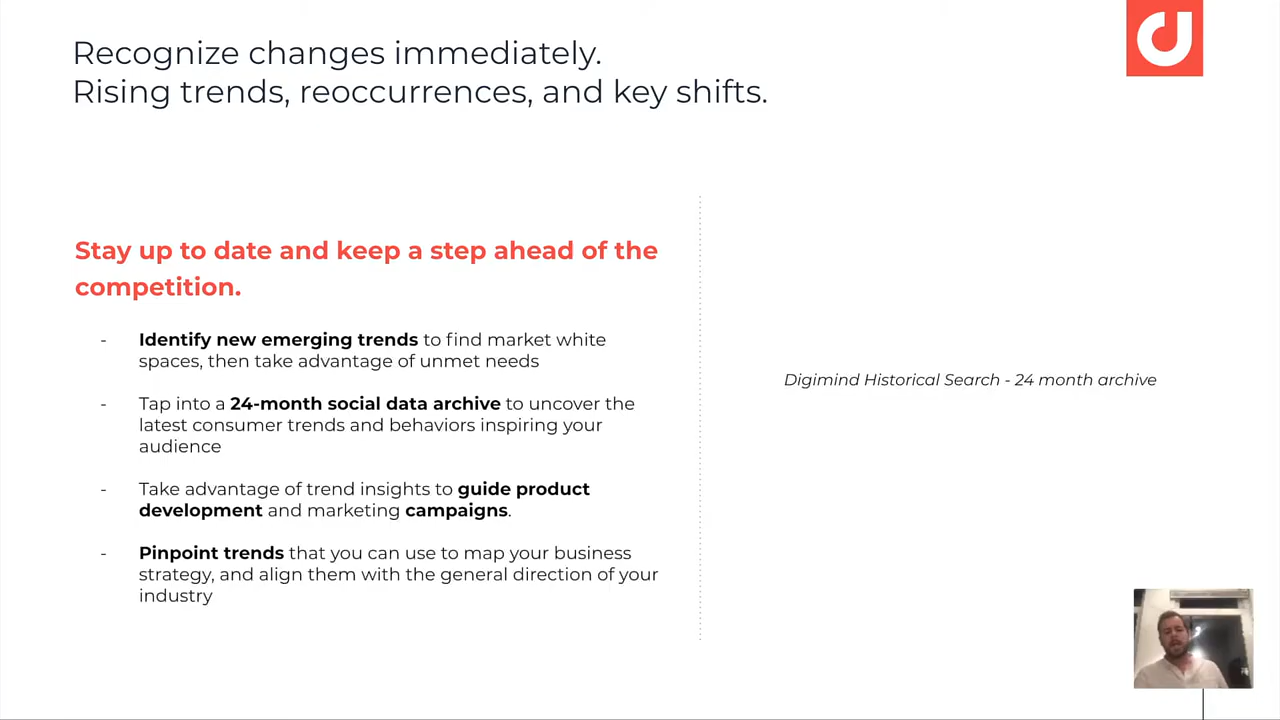 Recognize changes immediately.
Rising trends, reoccurrences, and key shifts.
Stay up to date and keep a step ahead of the
competition.
- Identify new emerging trends to find market white
spaces, then take advantage of unmet needs
- Tap into a 24-month social data archive to uncover the
latest consumer trends and behaviors inspiring your
audience
- Take advantage of trend insights to guide product
development and marketing campaigns.
- Pinpoint trends that you can use to map your business
strategy, and align them with the general direction of your
industry
Digimind Historical Search - 24 month archive